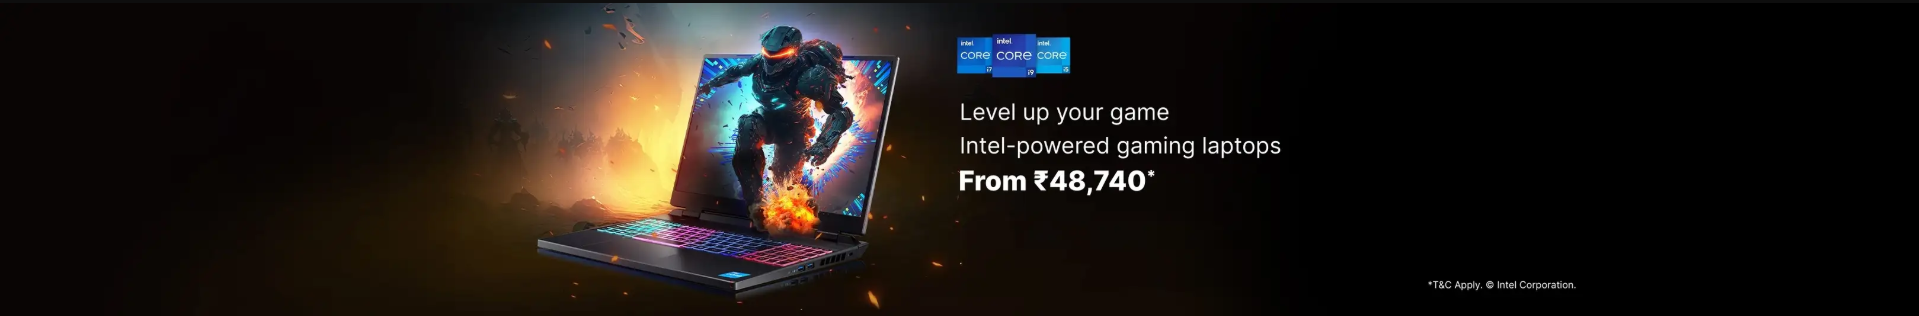 intel
CORE
i7
intel
CORE
i9
intel
CORE
i5
Level up your game
Intel-powered gaming laptops
From ₹48,740*
*T&C Apply. © Intel Corporation.